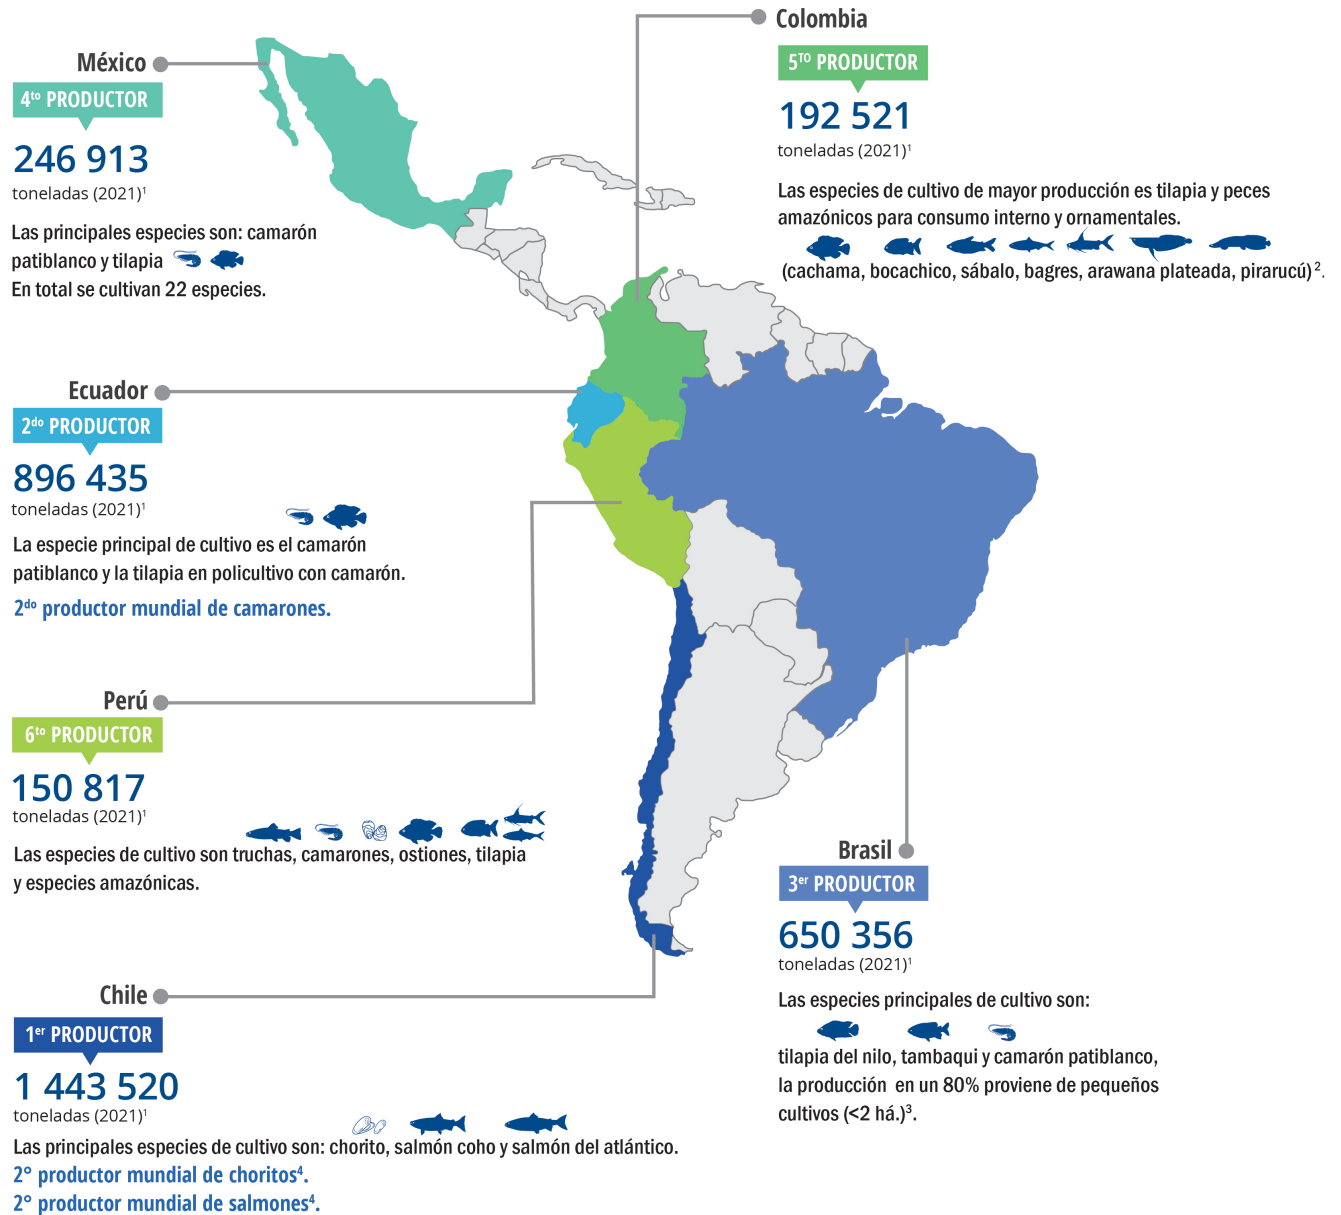 México
4to PRODUCTOR
246 913
toneladas (2021)1
Las principales especies son: camarón
patiblanco y tilapia
En total se cultivan 22 especies.
Colombia
5TO PRODUCTOR
192 521
toneladas (2021)1
Las especies de cultivo de mayor producción es tilapia y peces
amazónicos para consumo interno y ornamentales.
(cachama, bocachico, sábalo, bagres, arawana plateada, pirarucú)2.
Ecuador
2do PRODUCTOR
896 435
toneladas (2021)1
La especie principal de cultivo es el camarón
patiblanco y la tilapia en policultivo con camarón.
2do productor mundial de camarones.
Perú
6to PRODUCTOR
150 817
toneladas (2021)1
Las especies de cultivo son truchas, camarones, ostiones, tilapia
y especies amazónicas.
Brasil
3er PRODUCTOR
650 356
toneladas (2021)1
Las especies principales de cultivo son:
tilapia del nilo, tambaqui y camarón patiblanco,
la producción en un 80% proviene de pequeños
cultivos (<2 há.)3.
Chile
1er PRODUCTOR
1 443 520
toneladas (2021)1
Las principales especies de cultivo son: chorito, salmón coho y salmón del atlántico.
2° productor mundial de choritos4.
2° productor mundial de salmones4.